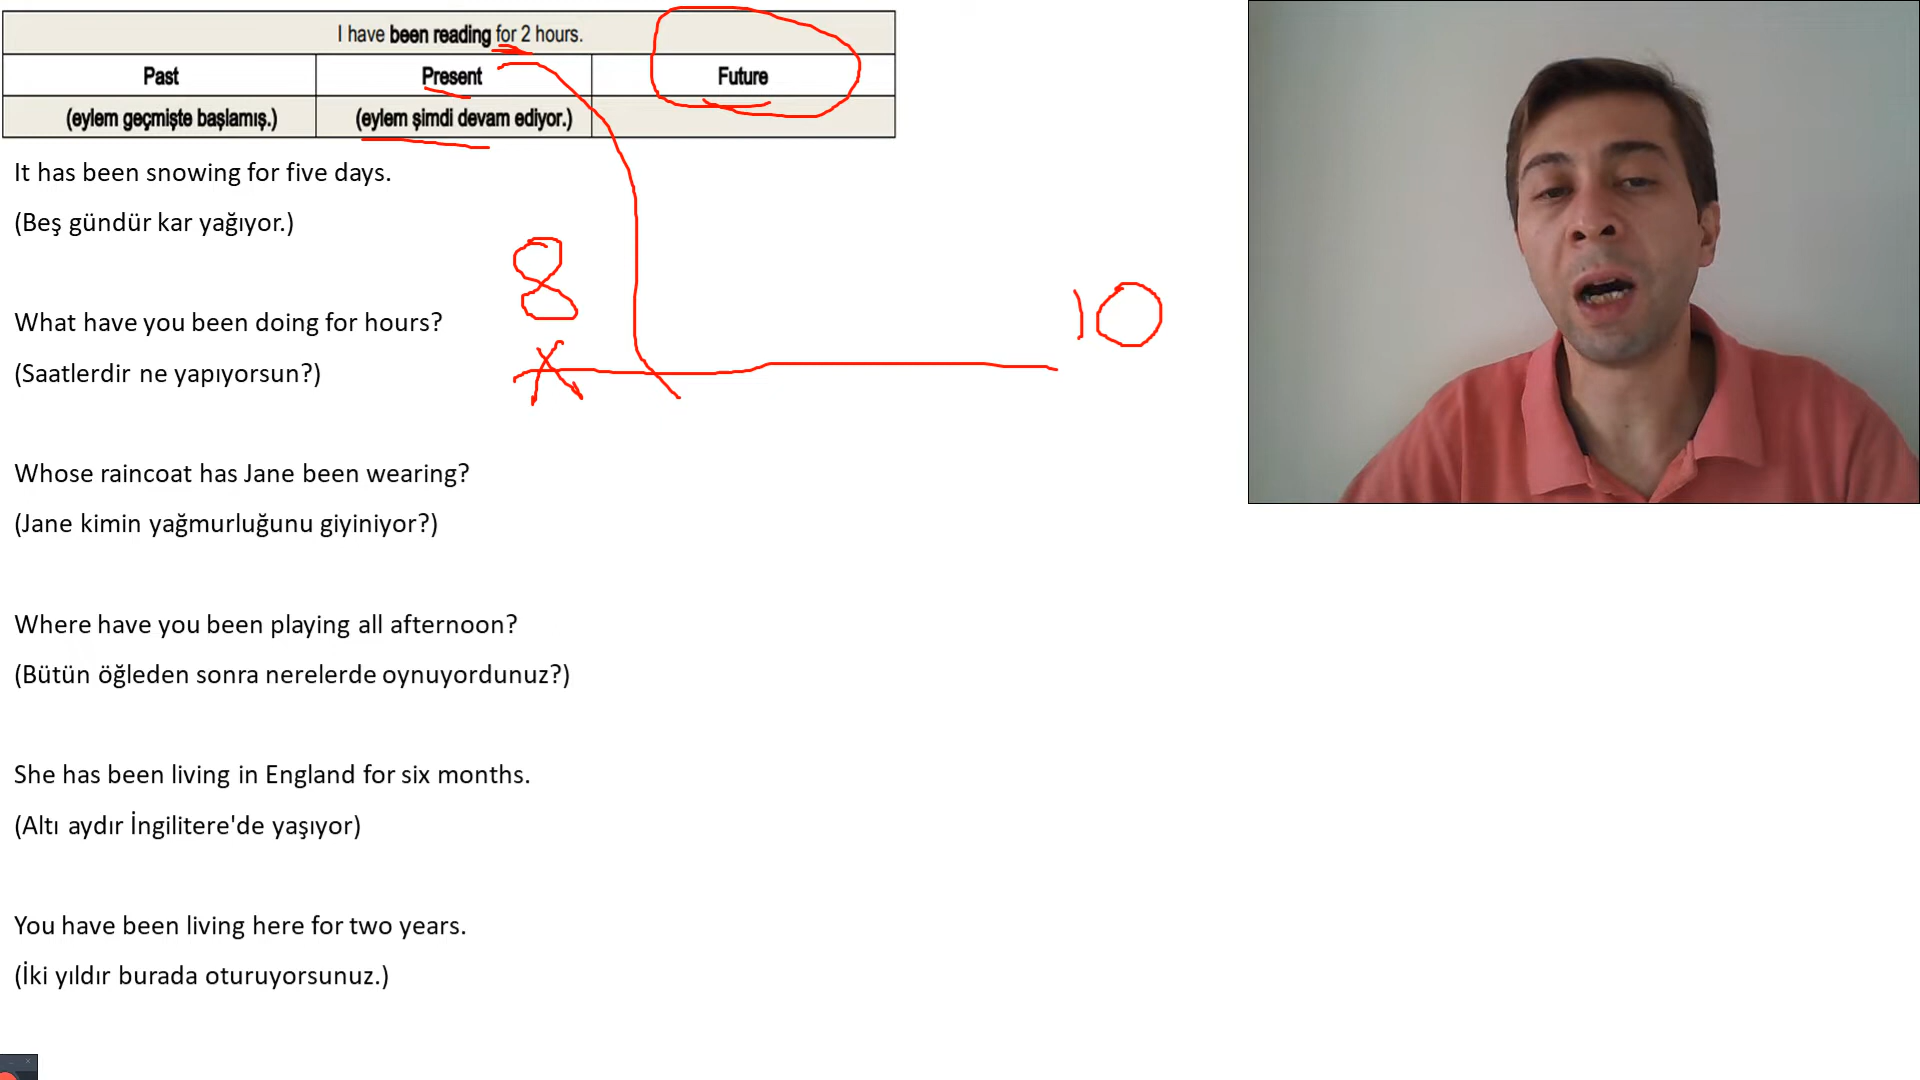 I have been reading for 2 hours.
Past Present Future
(eylem geçmişte başlamış.) (eylem şimdi devam ediyor.)
It has been snowing for five days.
(Beş gündür kar yağıyor.)
8
10
What have you been doing for hours?
(Saatlerdir ne yapıyorsun?)
Whose raincoat has Jane been wearing?
(Jane kimin yağmurluğunu giyiniyor?)
Where have you been playing all afternoon?
(Bütün öğleden sonra nerelerde oynuyordunuz?)
She has been living in England for six months.
(Altı aydır İngilitere'de yaşıyor)
You have been living here for two years.
(İki yıldır burada oturuyorsunuz.)